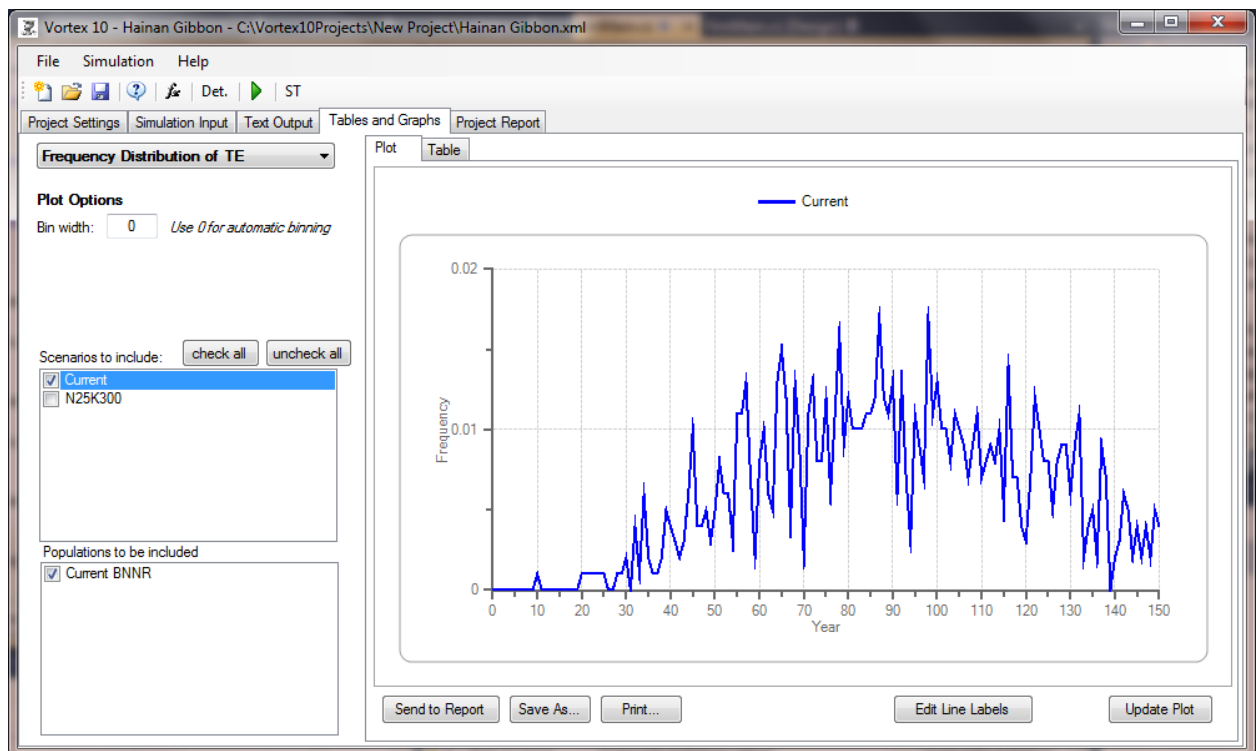 Vortex 10 - Hainan Gibbon - C:\Vortex10Projects\New Project\Hainan Gibbon.xml
File Simulation Help
Det. ST
Project Settings Simulation Input Text Output Tables and Graphs Project Report
Frequency Distribution of TE
Plot Options
Bin width: 0 Use 0 for automatic binning
Scenarios to include: check all uncheck all
Current
N25K300
Populations to be included
Current BNNR
Plot Table
Current
0.02
0.01
0
Frequency
0 10 20 30 40 50 60 70 80 90 100 110 120 130 140 150
Year
Send to Report Save As... Print... Edit Line Labels Update Plot